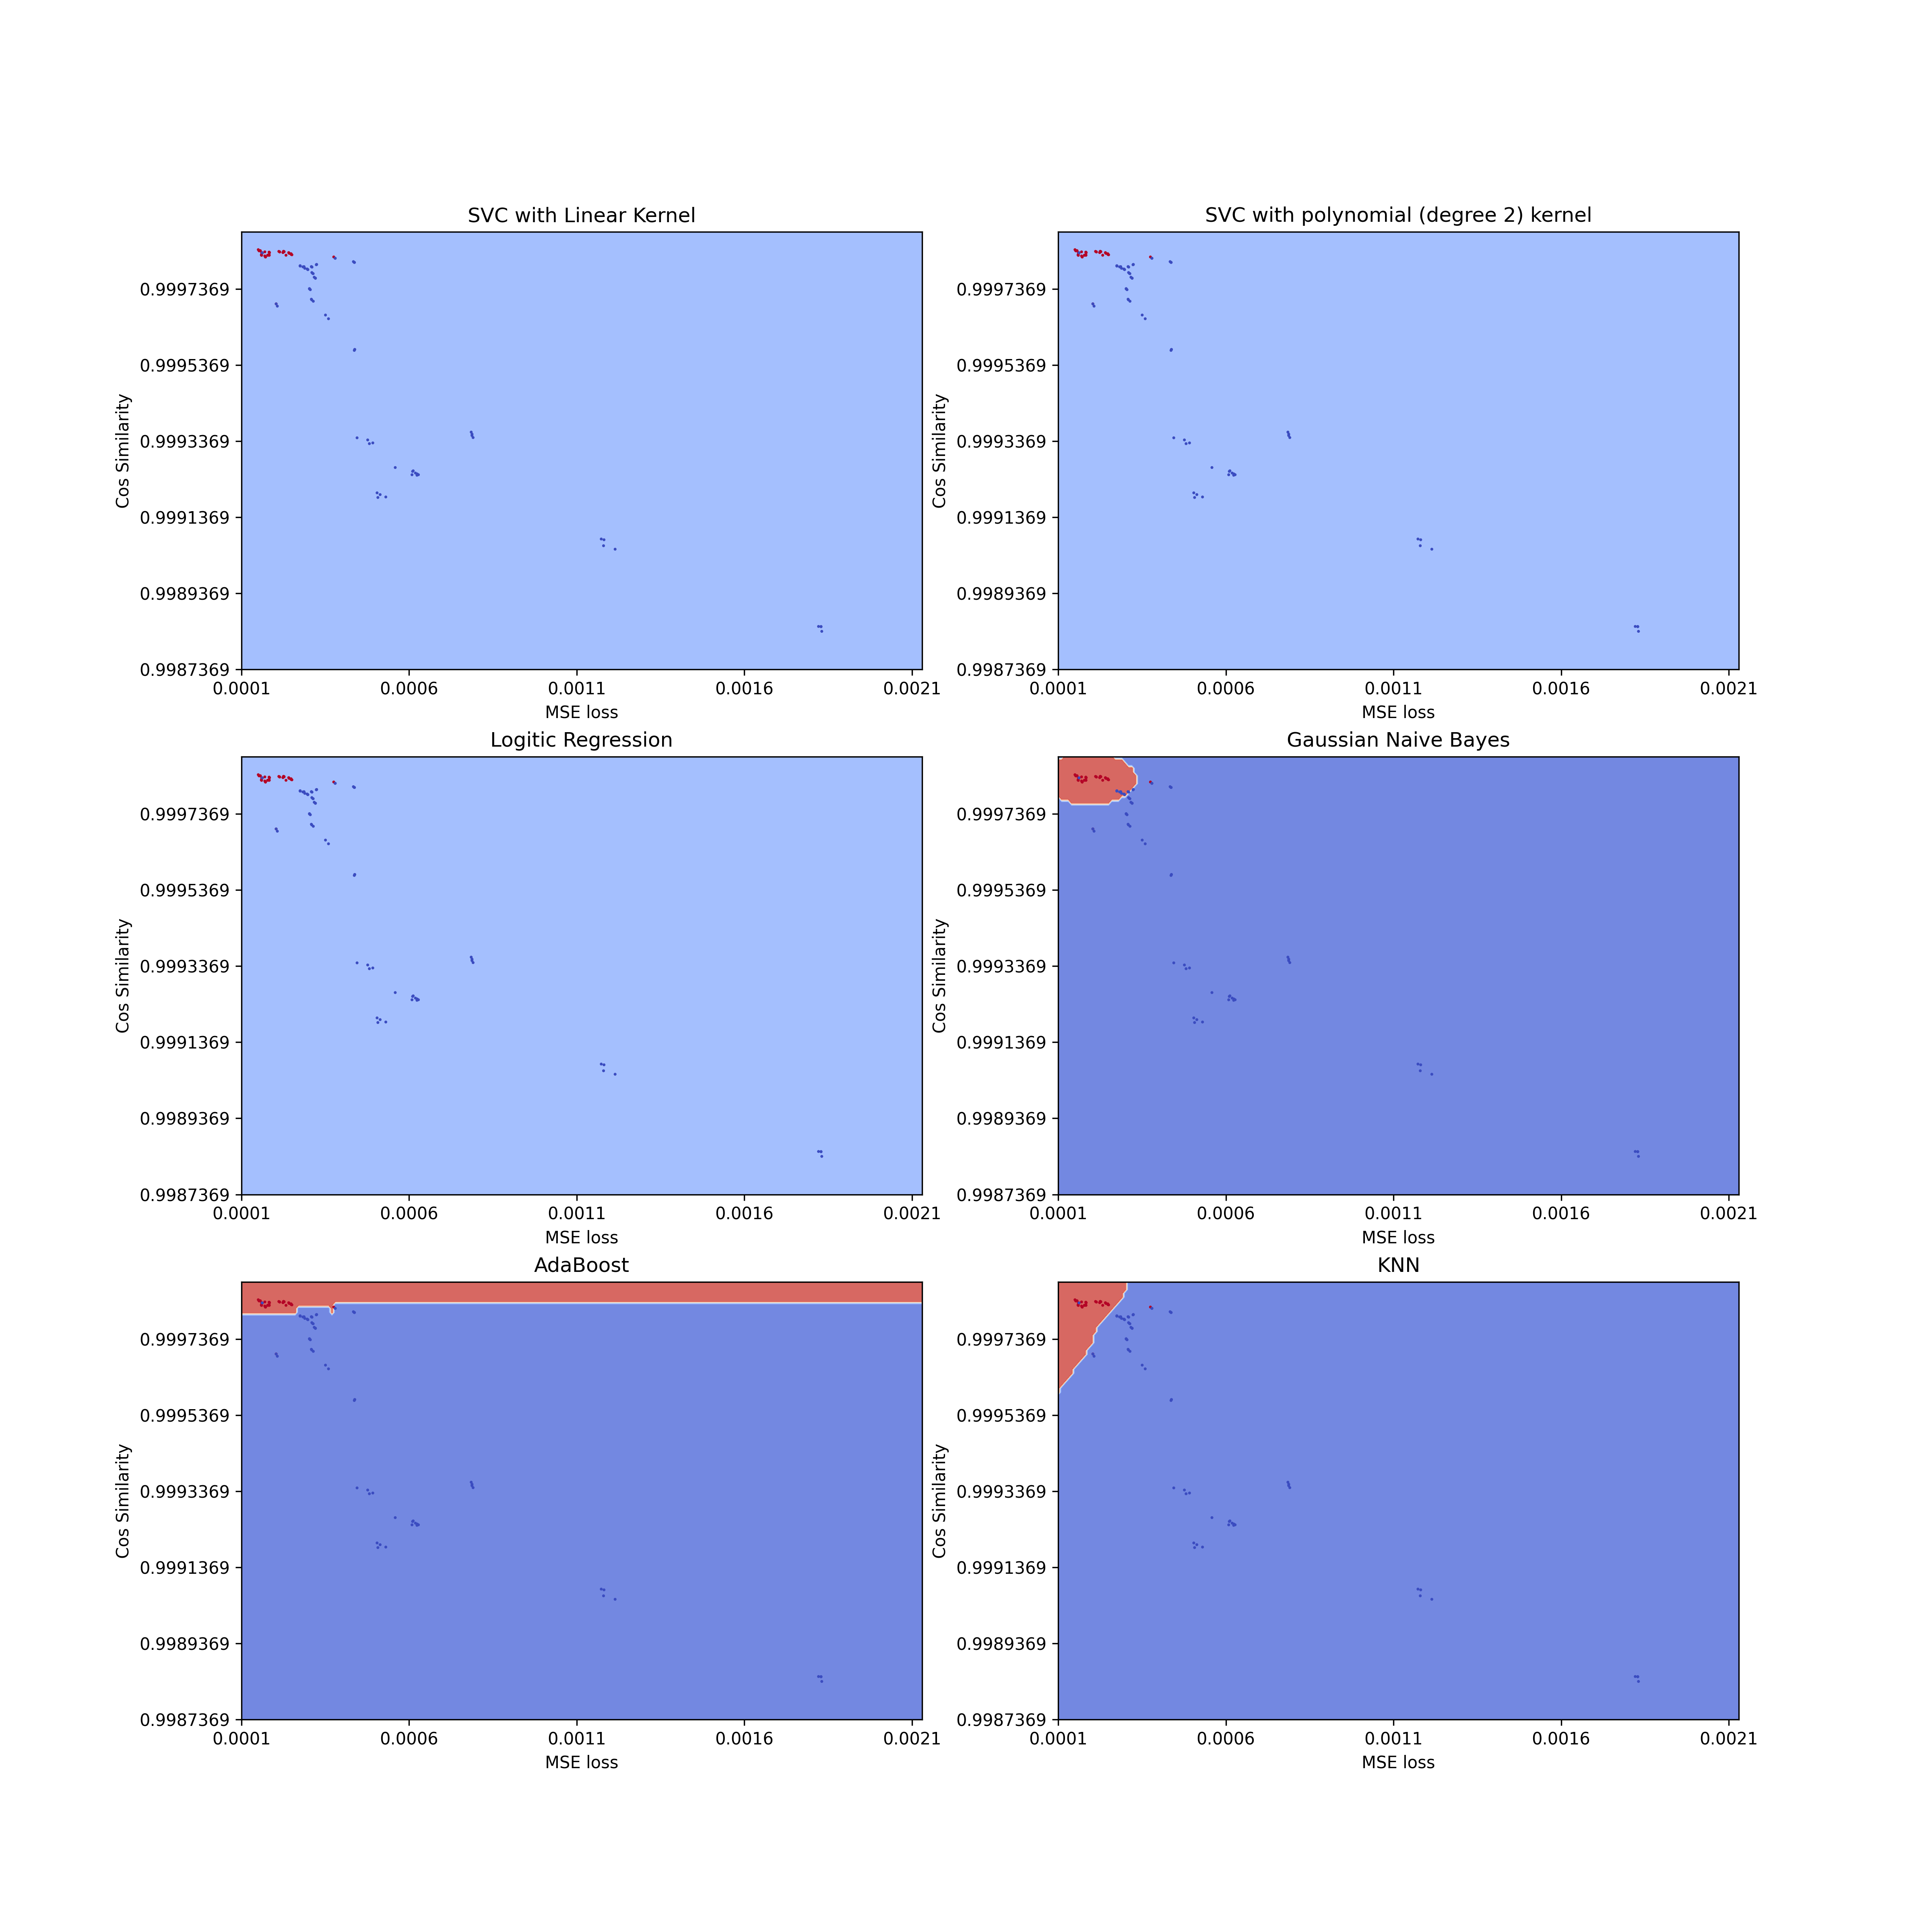 SVC with Linear Kernel
Cos Similarity
0.9997369
0.9995369
0.9993369
0.9991369
0.9989369
0.9987369
0.0001 0.0006 0.0011 0.0016 0.0021
MSE loss
SVC with polynomial (degree 2) kernel
Cos Similarity
0.9997369
0.9995369
0.9993369
0.9991369
0.9989369
0.9987369
0.0001 0.0006 0.0011 0.0016 0.0021
MSE loss
Logitic Regression
Cos Similarity
0.9997369
0.9995369
0.9993369
0.9991369
0.9989369
0.9987369
0.0001 0.0006 0.0011 0.0016 0.0021
MSE loss
Gaussian Naive Bayes
Cos Similarity
0.9997369
0.9995369
0.9993369
0.9991369
0.9989369
0.9987369
0.0001 0.0006 0.0011 0.0016 0.0021
MSE loss
AdaBoost
Cos Similarity
0.9997369
0.9995369
0.9993369
0.9991369
0.9989369
0.9987369
0.0001 0.0006 0.0011 0.0016 0.0021
MSE loss
KNN
Cos Similarity
0.9997369
0.9995369
0.9993369
0.9991369
0.9989369
0.9987369
0.0001 0.0006 0.0011 0.0016 0.0021
MSE loss